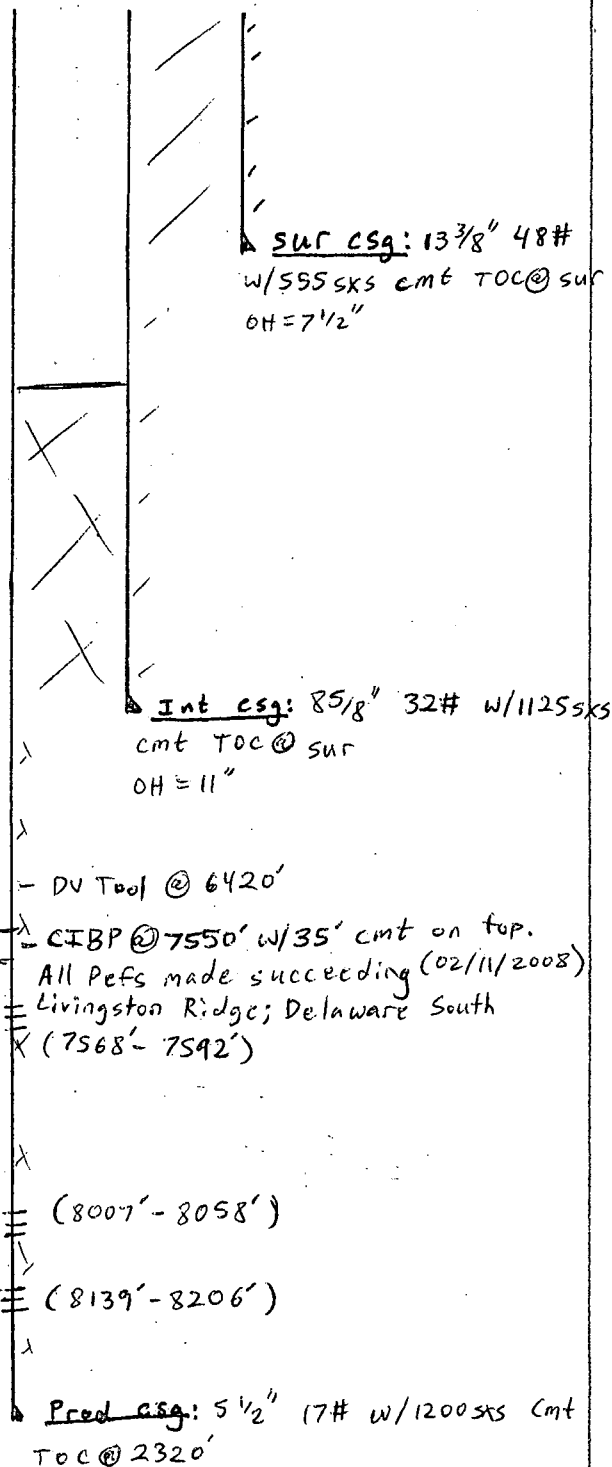 sur csg: 13 3/8" 48#
w/555 sxs cmt TOC@ sur
OH = 7 1/2"
Int csg: 8 5/8" 32# w/1125 sxs
cmt TOC @ sur
OH = 11"
DV Tool @ 6420'
CIBP @ 7550' w/35' cmt on top.
All Pefs made succeeding (02/11/2008)
Livingston Ridge; Delaware South
(7568'- 7592')
(8007'- 8058')
(8139'- 8206')
Prod csg: 5 1/2" 17# w/1200 sxs Cmt
TOC @ 2320'